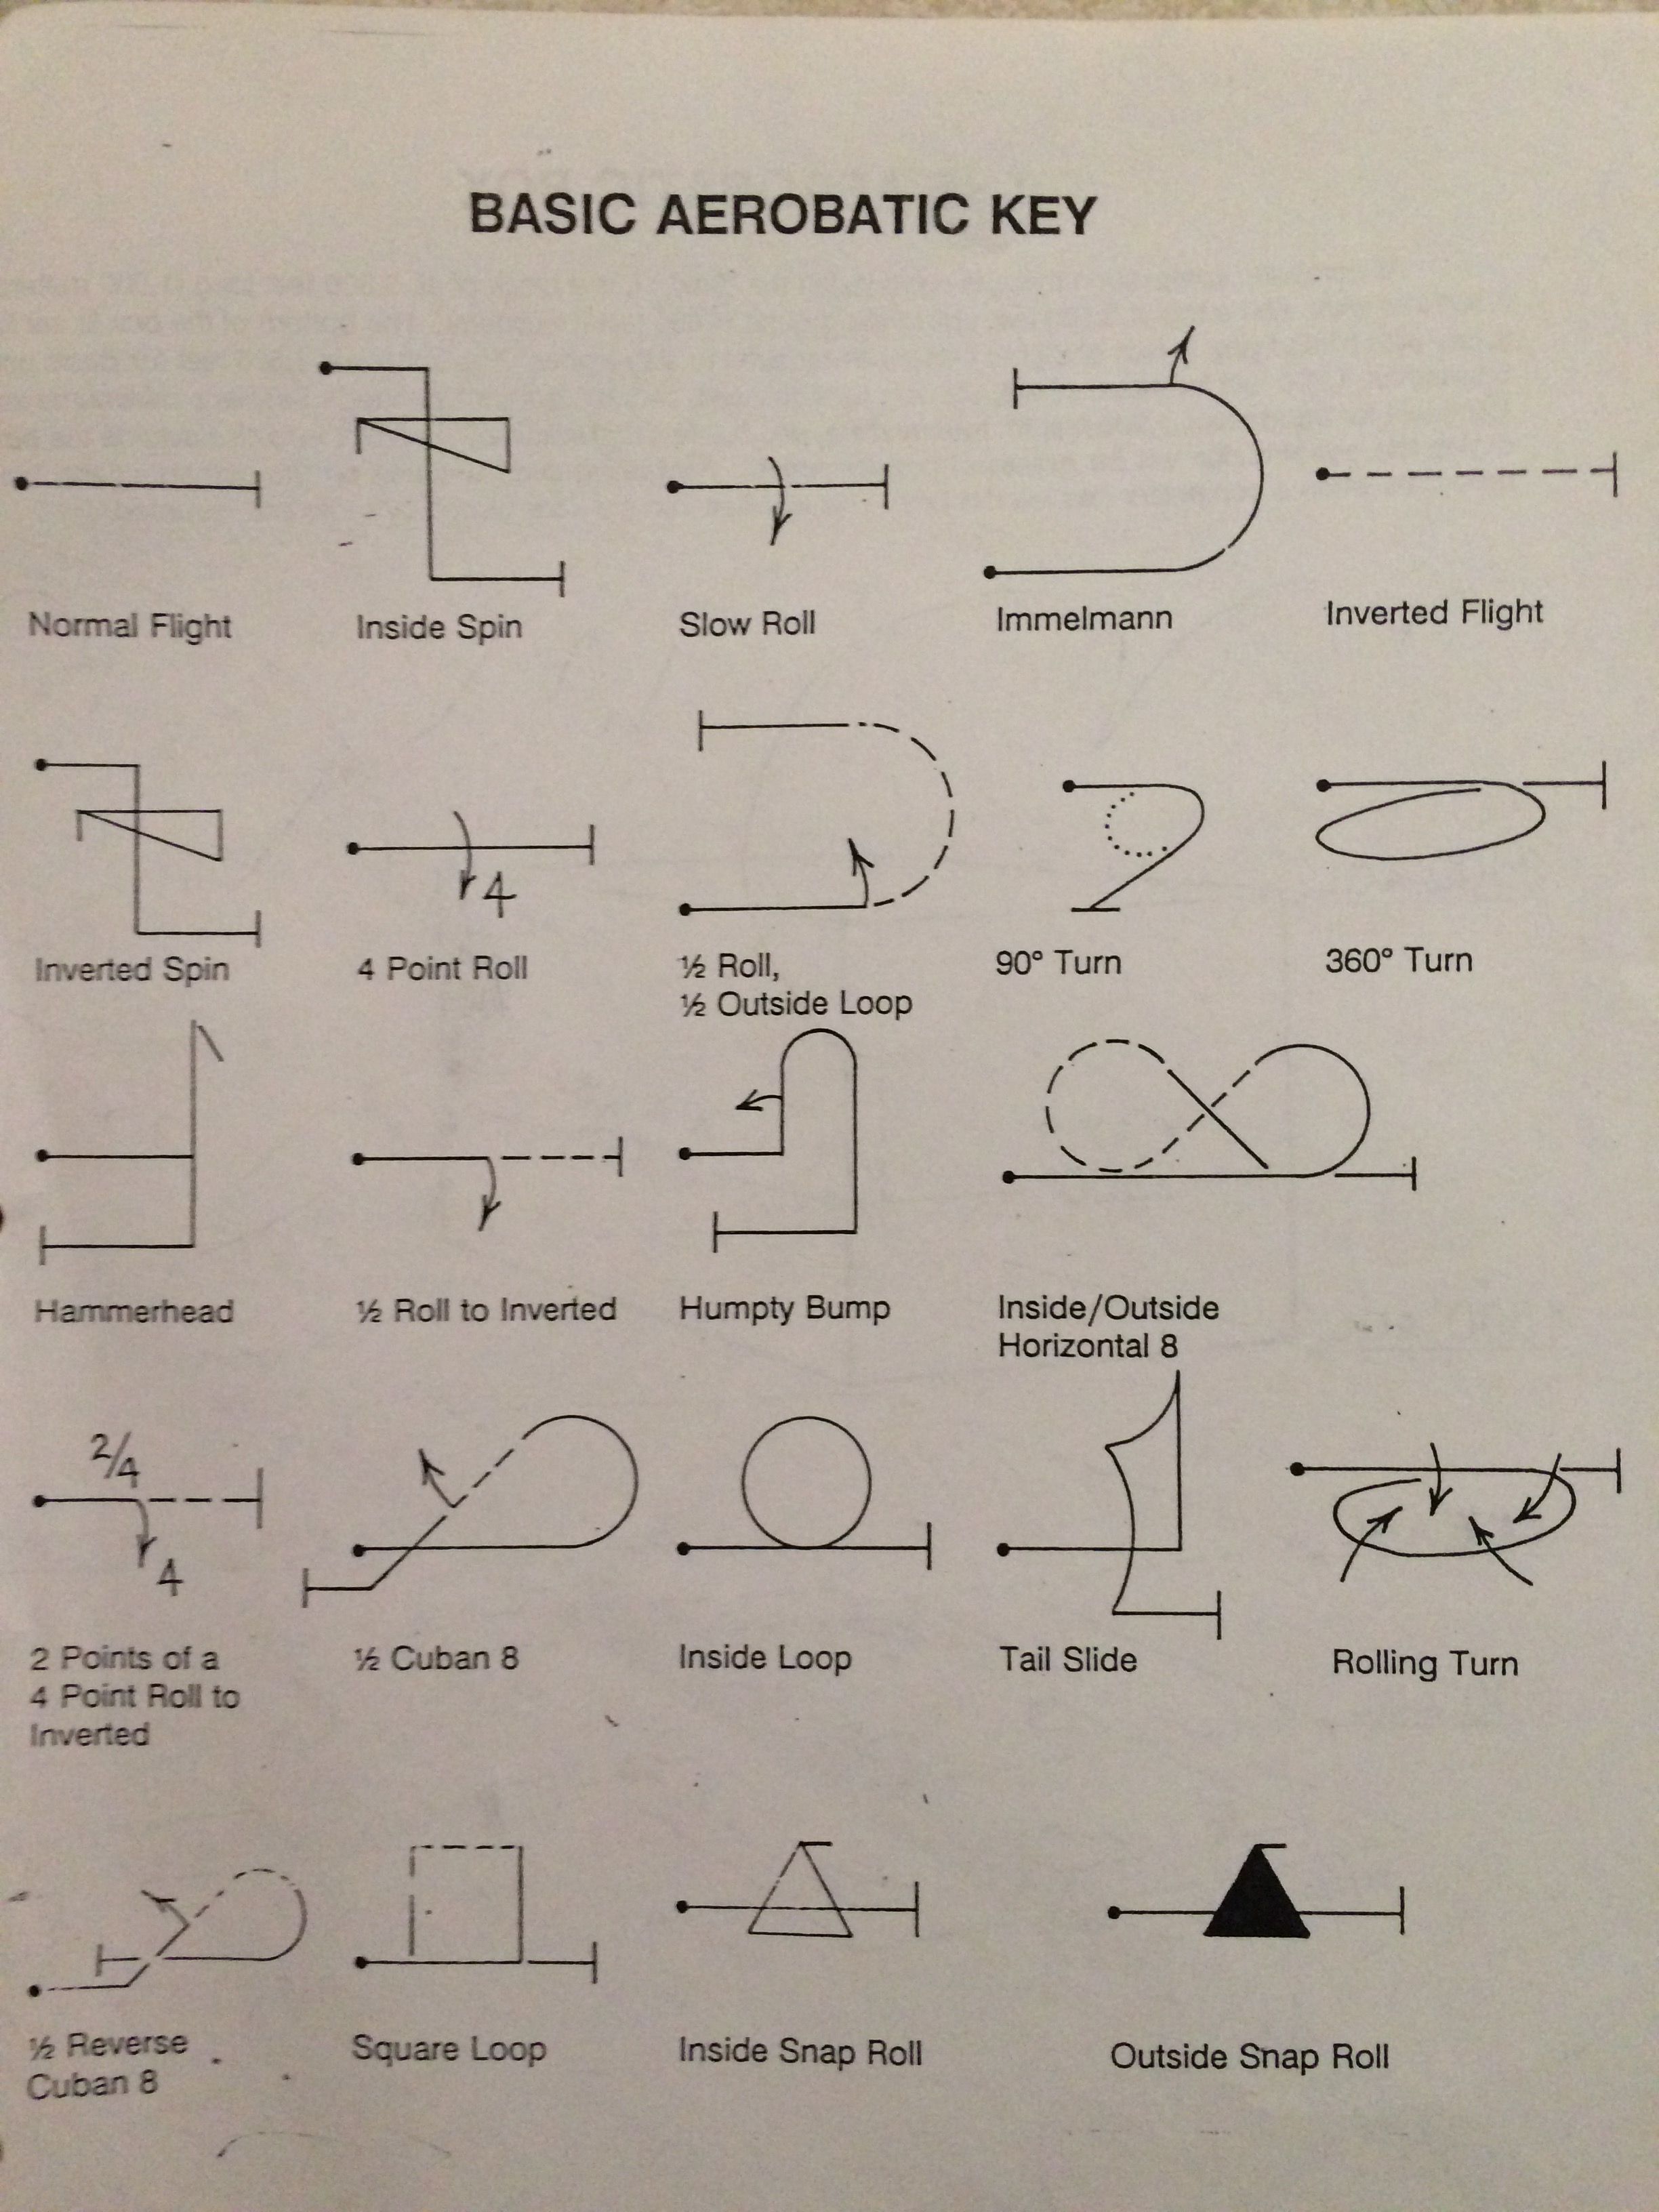 BASIC AEROBATIC KEY
Normal Flight
Inside Spin
Slow Roll
Immelmann
Inverted Flight
4
Inverted Spin
4 Point Roll
½ Roll,
½ Outside Loop
90° Turn
360° Turn
Hammerhead
½ Roll to Inverted
Humpty Bump
Inside/Outside
Horizontal 8
2/4
4
2 Points of a
4 Point Roll to
Inverted
½ Cuban 8
Inside Loop
Tail Slide
Rolling Turn
½ Reverse
Cuban 8
Square Loop
Inside Snap Roll
Outside Snap Roll